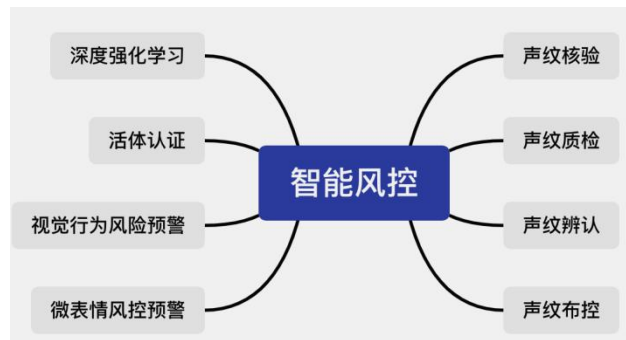 深度强化学习
活体认证
视觉行为风险预警
微表情风控预警
智能风控
声纹核验
声纹质检
声纹辨认
声纹布控